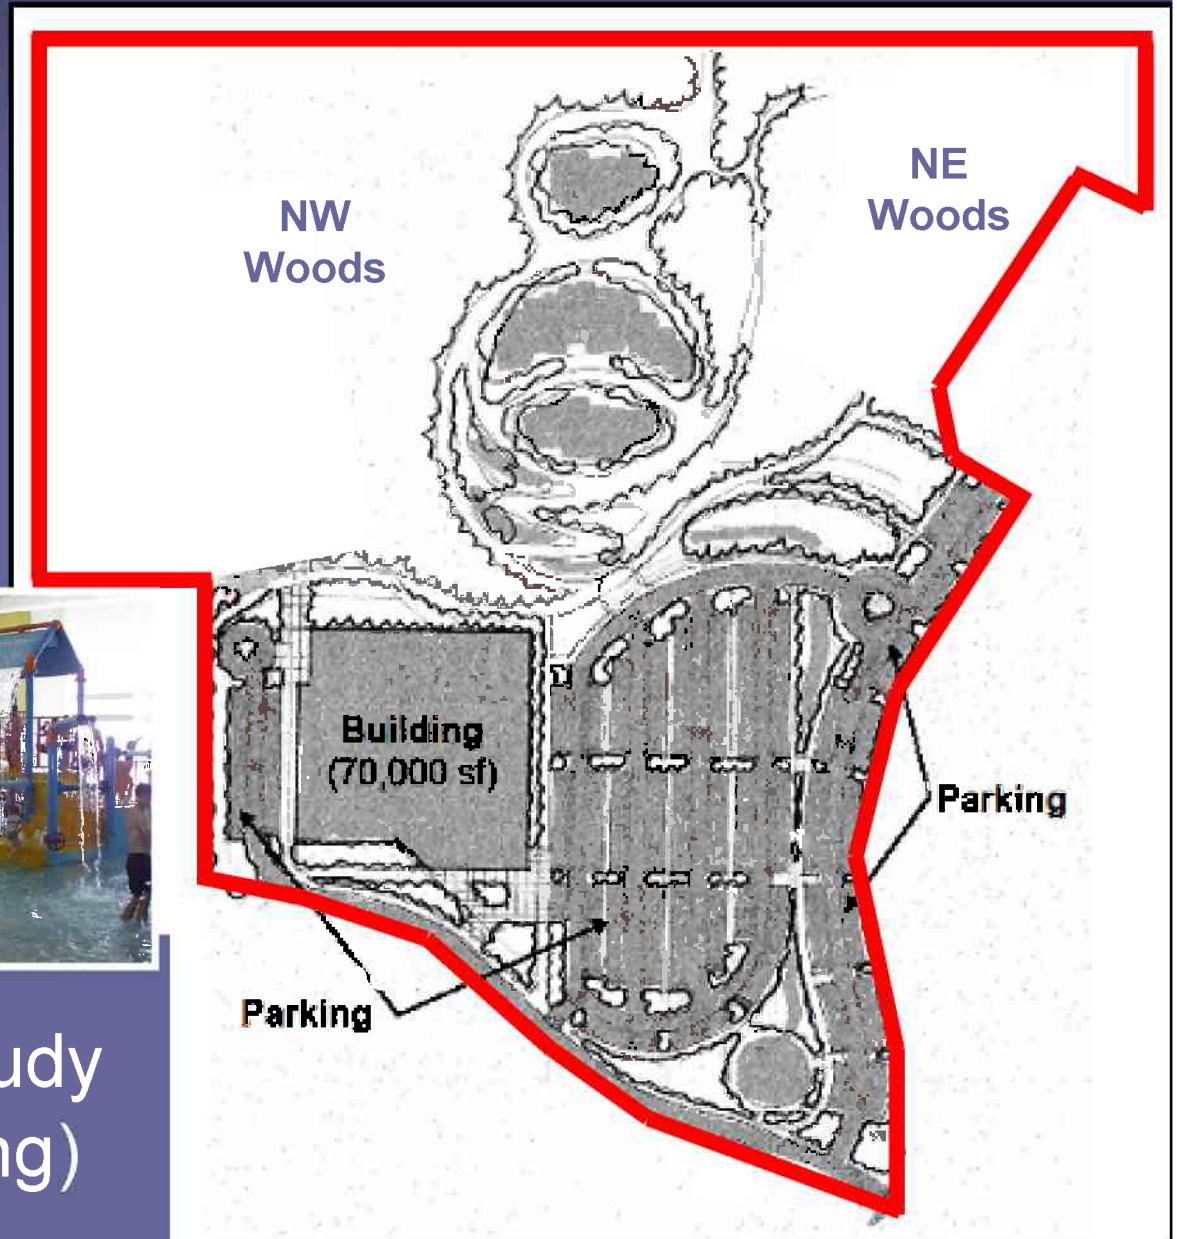 NW
Woods
NE
Woods
Building
(70,000 sf)
Parking
Parking
udy
ng)